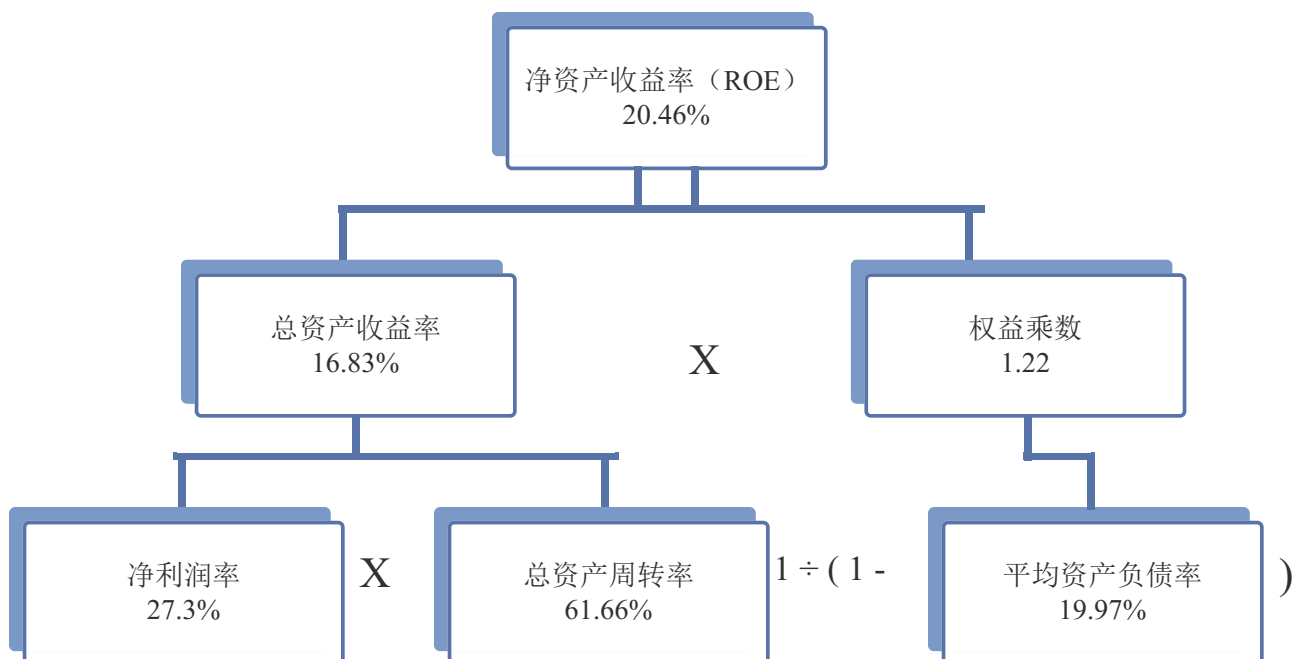 净资产收益率（ROE）
20.46%
总资产收益率
16.83%
X
权益乘数
1.22
净利润率
27.3%
X
总资产周转率
61.66%
1 ÷ ( 1 -
平均资产负债率
19.97%
)